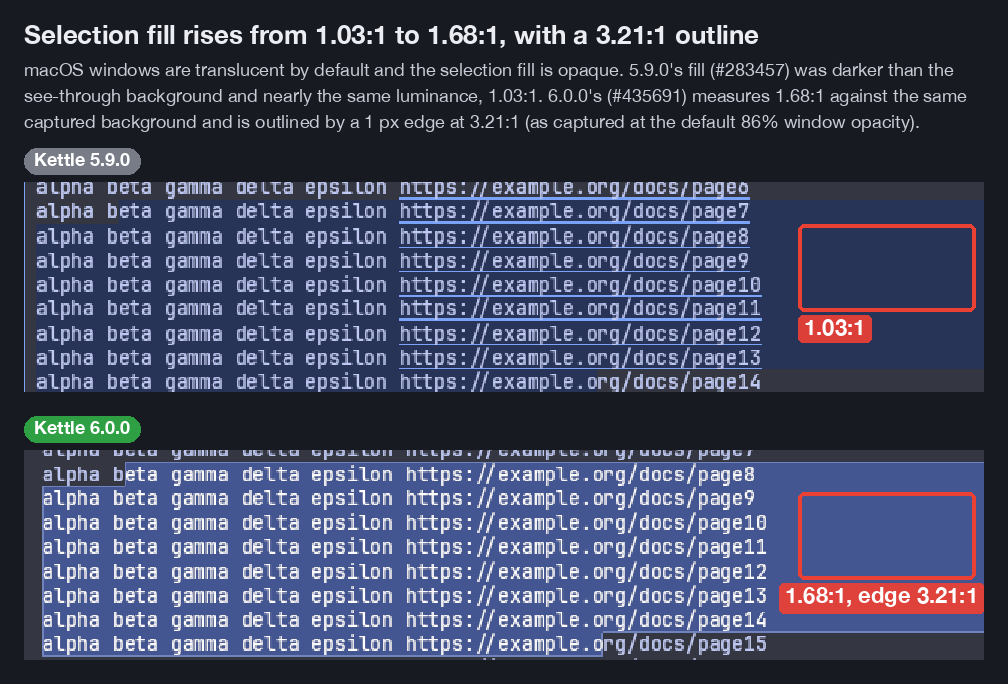 Selection fill rises from 1.03:1 to 1.68:1, with a 3.21:1 outline
macOS windows are translucent by default and the selection fill is opaque. 5.9.0's fill (#283457) was darker than the
see-through background and nearly the same luminance, 1.03:1. 6.0.0's (#435691) measures 1.68:1 against the same
captured background and is outlined by a 1 px edge at 3.21:1 (as captured at the default 86% window opacity).
Kettle 5.9.0
alpha beta gamma delta epsilon https://example.org/docs/page6
alpha beta gamma delta epsilon https://example.org/docs/page7
alpha beta gamma delta epsilon https://example.org/docs/page8
alpha beta gamma delta epsilon https://example.org/docs/page9
alpha beta gamma delta epsilon https://example.org/docs/page10
alpha beta gamma delta epsilon https://example.org/docs/page11
alpha beta gamma delta epsilon https://example.org/docs/page12
alpha beta gamma delta epsilon https://example.org/docs/page13
alpha beta gamma delta epsilon https://example.org/docs/page14
1.03:1
Kettle 6.0.0
alpha beta gamma delta epsilon https://example.org/docs/page7
alpha beta gamma delta epsilon https://example.org/docs/page8
alpha beta gamma delta epsilon https://example.org/docs/page9
alpha beta gamma delta epsilon https://example.org/docs/page10
alpha beta gamma delta epsilon https://example.org/docs/page11
alpha beta gamma delta epsilon https://example.org/docs/page12
alpha beta gamma delta epsilon https://example.org/docs/page13
alpha beta gamma delta epsilon https://example.org/docs/page14
alpha beta gamma delta epsilon https://example.org/docs/page15
1.68:1, edge 3.21:1